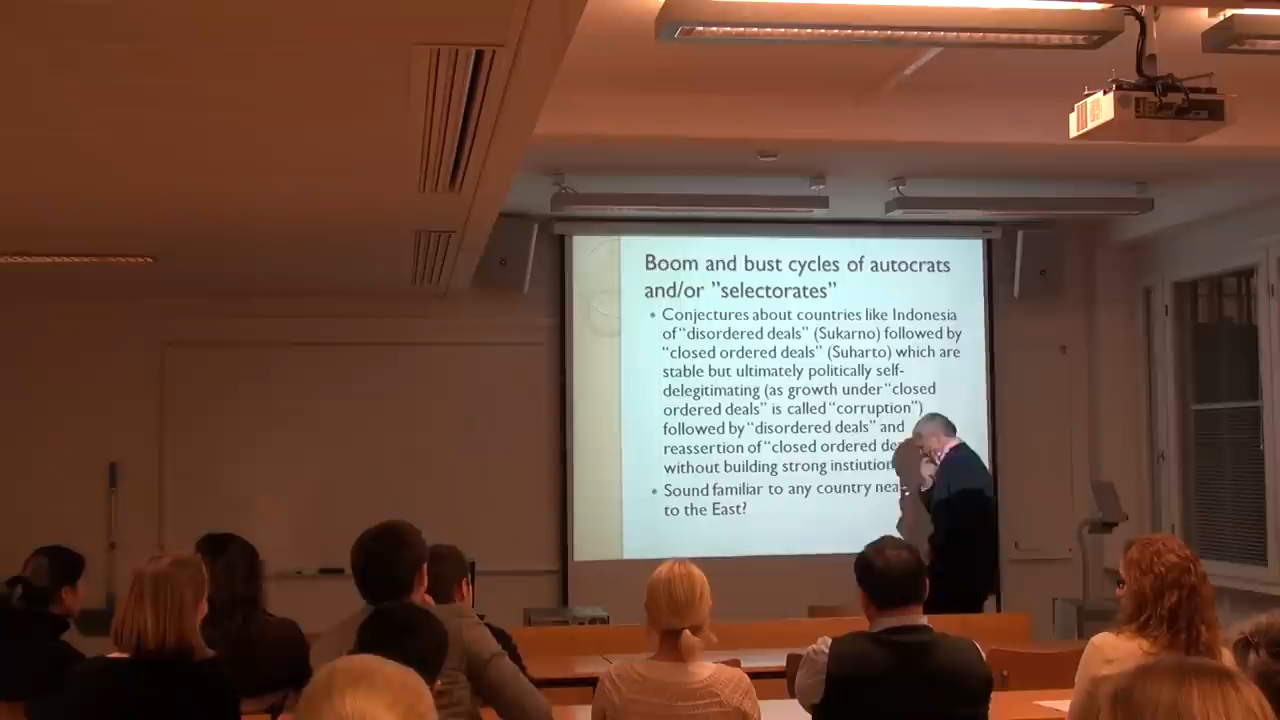 Boom and bust cycles of autocrats
and/or ”selectorates”
• Conjectures about countries like Indonesia
of “disordered deals” (Sukarno) followed by
“closed ordered deals” (Suharto) which are
stable but ultimately politically self-
delegitimating (as growth under “closed
ordered deals” is called “corruption”)
followed by “disordered deals” and
reassertion of “closed ordered
without building strong
• Sound familiar to any country
to the East?